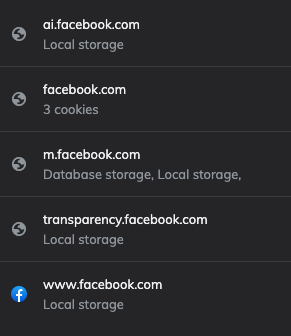 ai.facebook.com
Local storage
facebook.com
3 cookies
m.facebook.com
Database storage, Local storage,
transparency.facebook.com
Local storage
www.facebook.com
Local storage